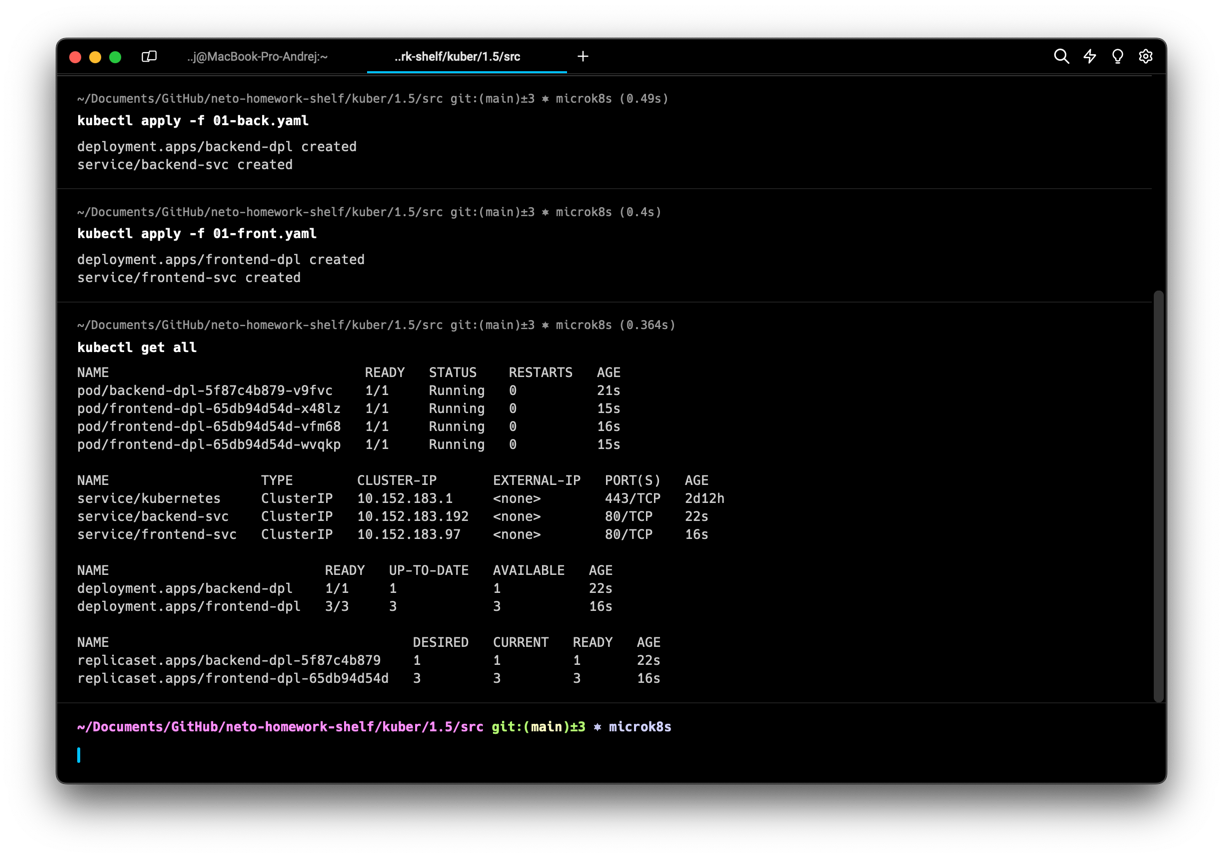 ..j@MacBook-Pro-Andrej:~ ..rk-shelf/kuber/1.5/src +
~/Documents/GitHub/neto-homework-shelf/kuber/1.5/src git:(main)±3 ⎈ microk8s (0.49s)
kubectl apply -f 01-back.yaml
deployment.apps/backend-dpl created
service/backend-svc created
~/Documents/GitHub/neto-homework-shelf/kuber/1.5/src git:(main)±3 ⎈ microk8s (0.4s)
kubectl apply -f 01-front.yaml
deployment.apps/frontend-dpl created
service/frontend-svc created
~/Documents/GitHub/neto-homework-shelf/kuber/1.5/src git:(main)±3 ⎈ microk8s (0.364s)
kubectl get all
NAME READY STATUS RESTARTS AGE
pod/backend-dpl-5f87c4b879-v9fvc 1/1 Running 0 21s
pod/frontend-dpl-65db94d54d-x48lz 1/1 Running 0 15s
pod/frontend-dpl-65db94d54d-vfm68 1/1 Running 0 16s
pod/frontend-dpl-65db94d54d-wvqkp 1/1 Running 0 15s
NAME TYPE CLUSTER-IP EXTERNAL-IP PORT(S) AGE
service/kubernetes ClusterIP 10.152.183.1 <none> 443/TCP 2d12h
service/backend-svc ClusterIP 10.152.183.192 <none> 80/TCP 22s
service/frontend-svc ClusterIP 10.152.183.97 <none> 80/TCP 16s
NAME READY UP-TO-DATE AVAILABLE AGE
deployment.apps/backend-dpl 1/1 1 1 22s
deployment.apps/frontend-dpl 3/3 3 3 16s
NAME DESIRED CURRENT READY AGE
replicaset.apps/backend-dpl-5f87c4b879 1 1 1 22s
replicaset.apps/frontend-dpl-65db94d54d 3 3 3 16s
~/Documents/GitHub/neto-homework-shelf/kuber/1.5/src git:(main)±3 ⎈ microk8s